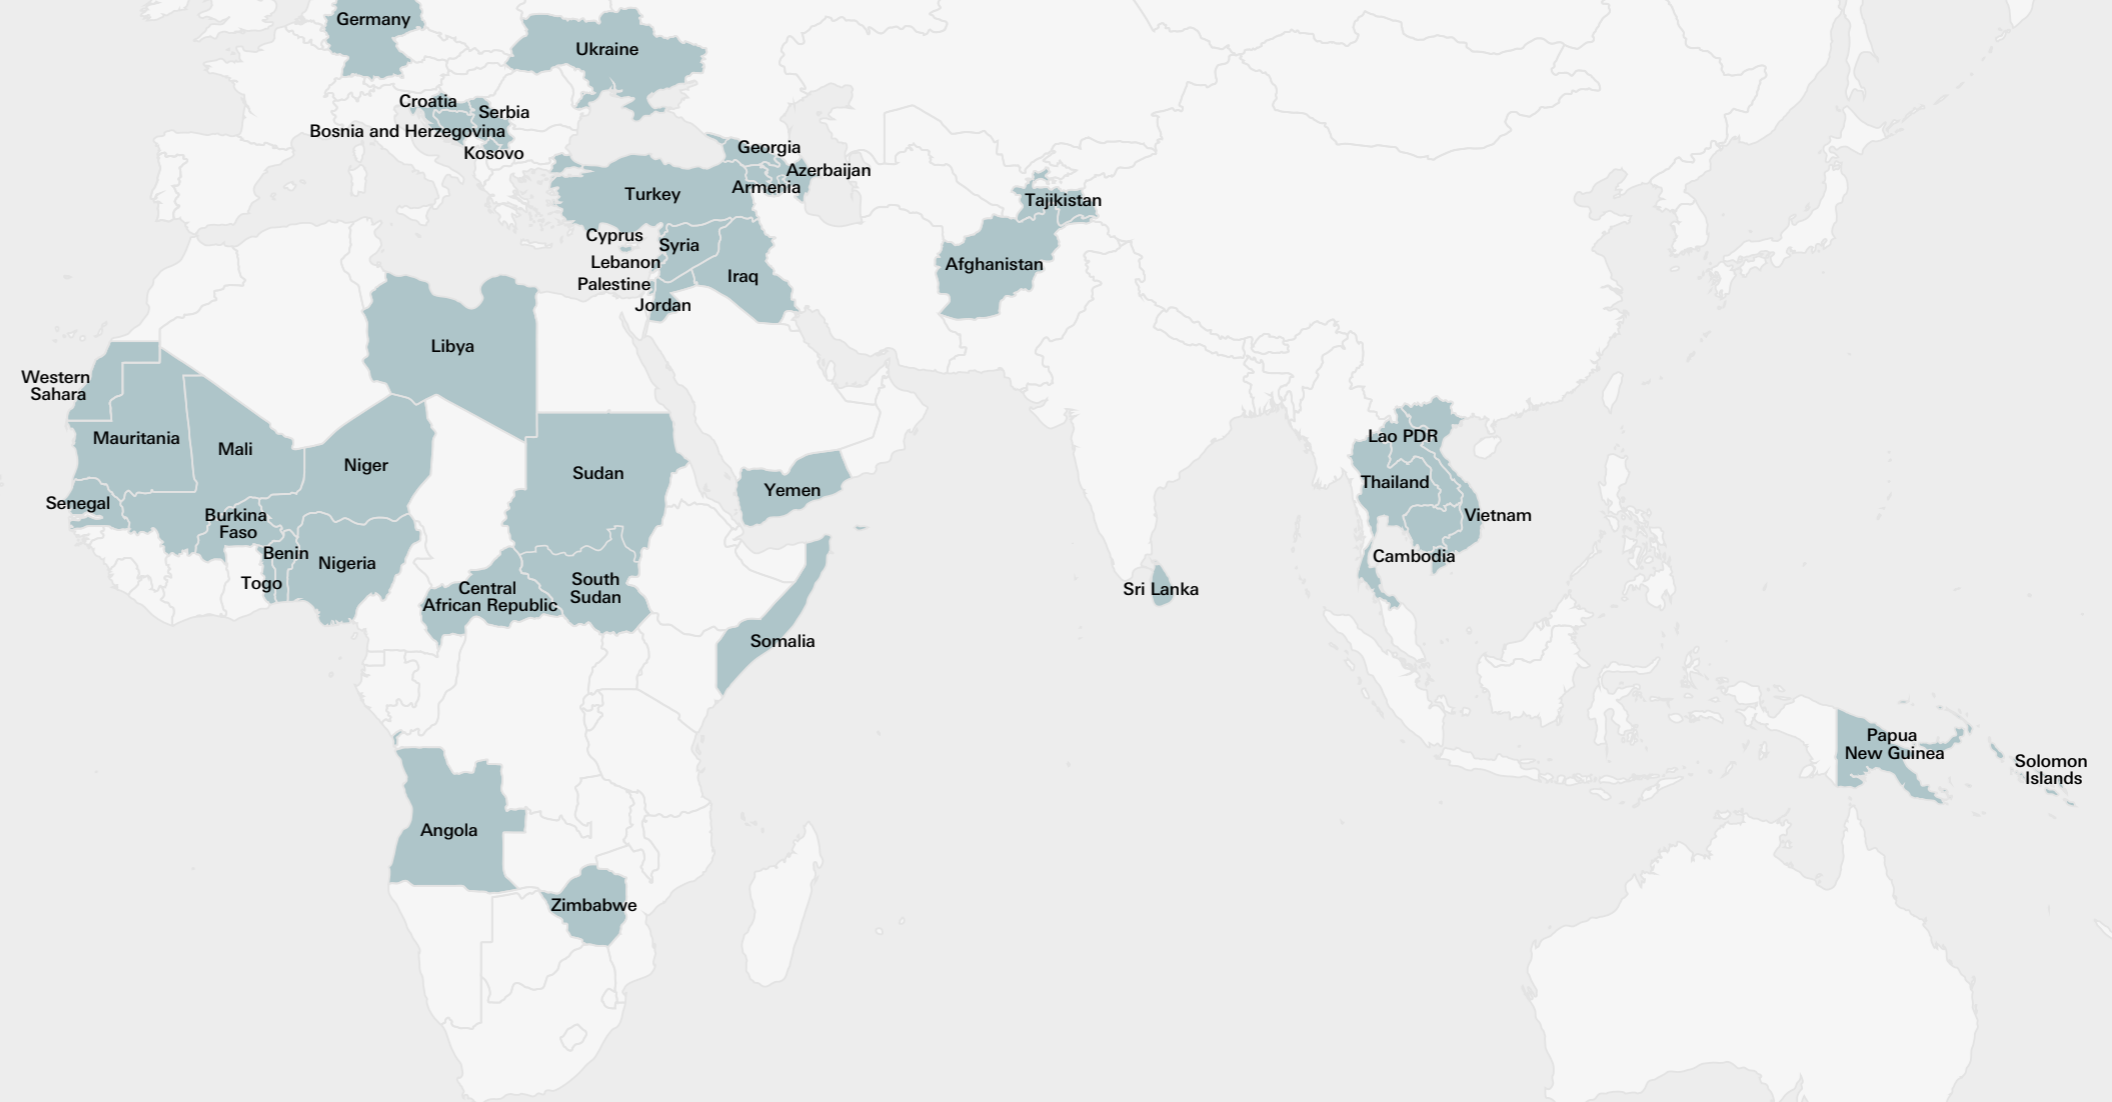 Germany
Ukraine
Croatia
Serbia
Bosnia and Herzegovina
Kosovo
Georgia
Azerbaijan
Armenia
Turkey
Tajikistan
Cyprus
Syria
Lebanon
Afghanistan
Iraq
Palestine
Jordan
Libya
Western
Sahara
Mauritania
Mali
Niger
Sudan
Lao PDR
Thailand
Yemen
Senegal
Burkina
Faso
Vietnam
Benin
Nigeria
Togo
Cambodia
Central
African Republic
South
Sudan
Sri Lanka
Somalia
Papua
New Guinea
Solomon
Islands
Angola
Zimbabwe